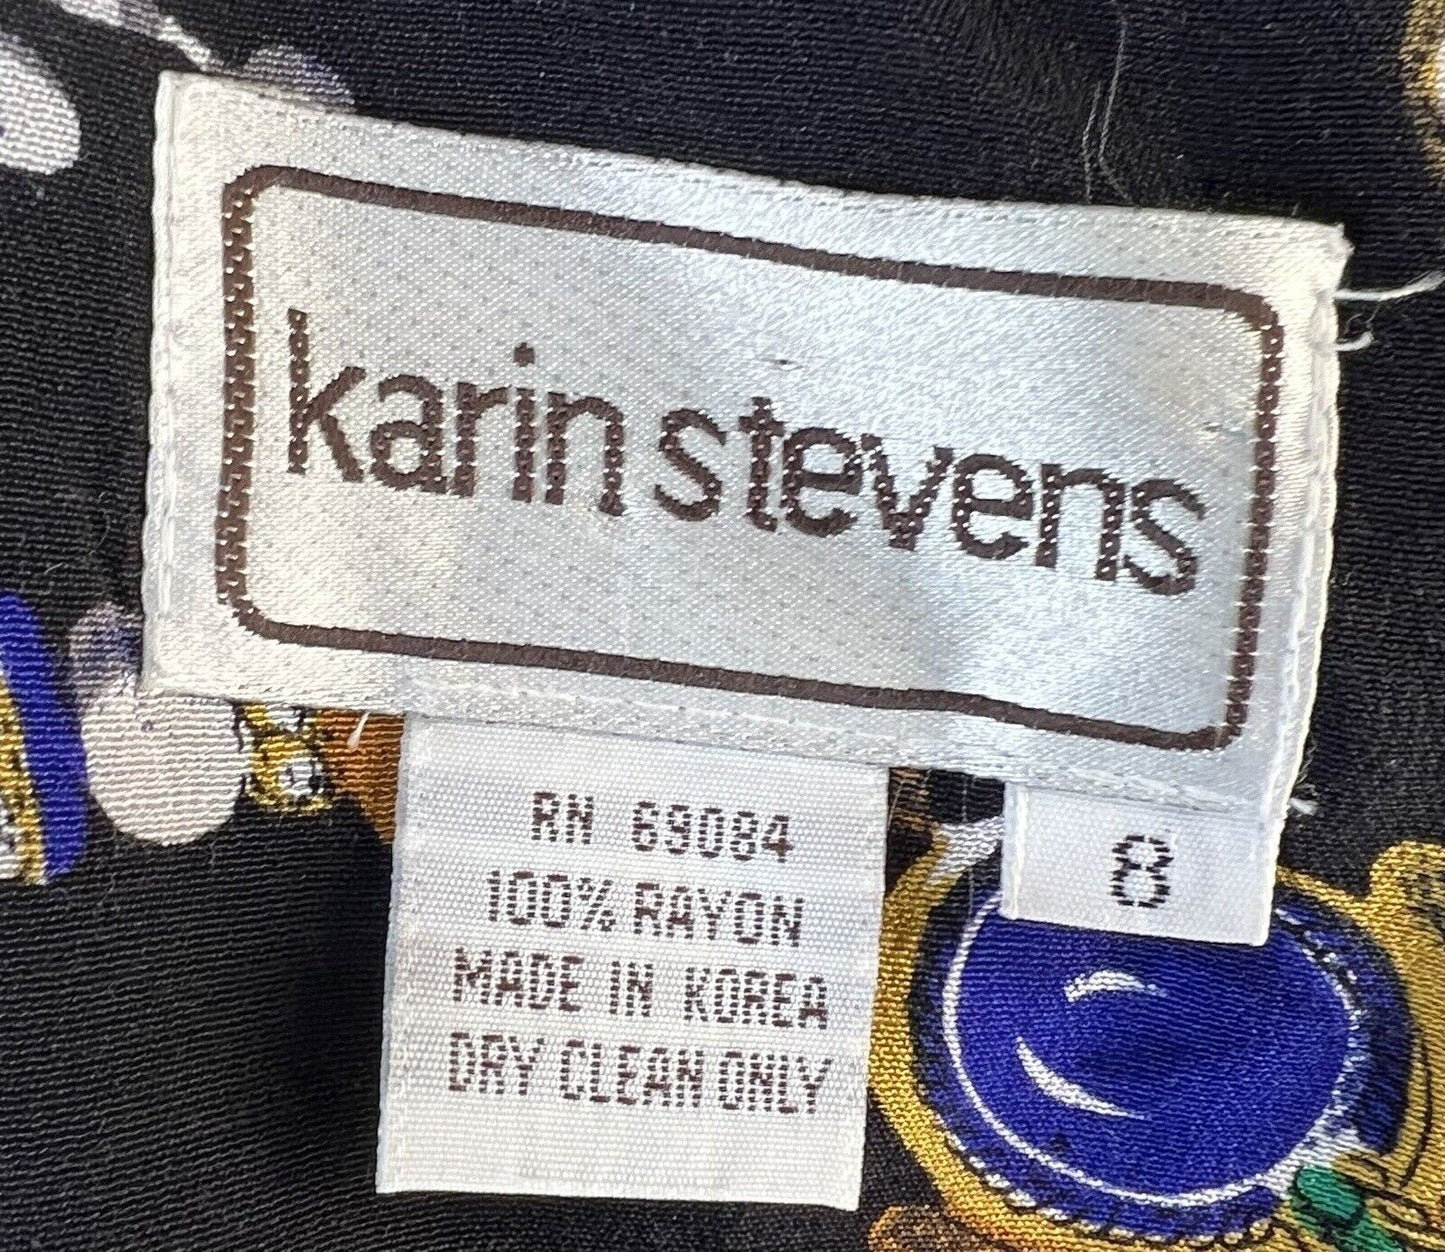 karin stevens
RN 69084
100% RAYON
MADE IN KOREA
DRY CLEAN ONLY
8